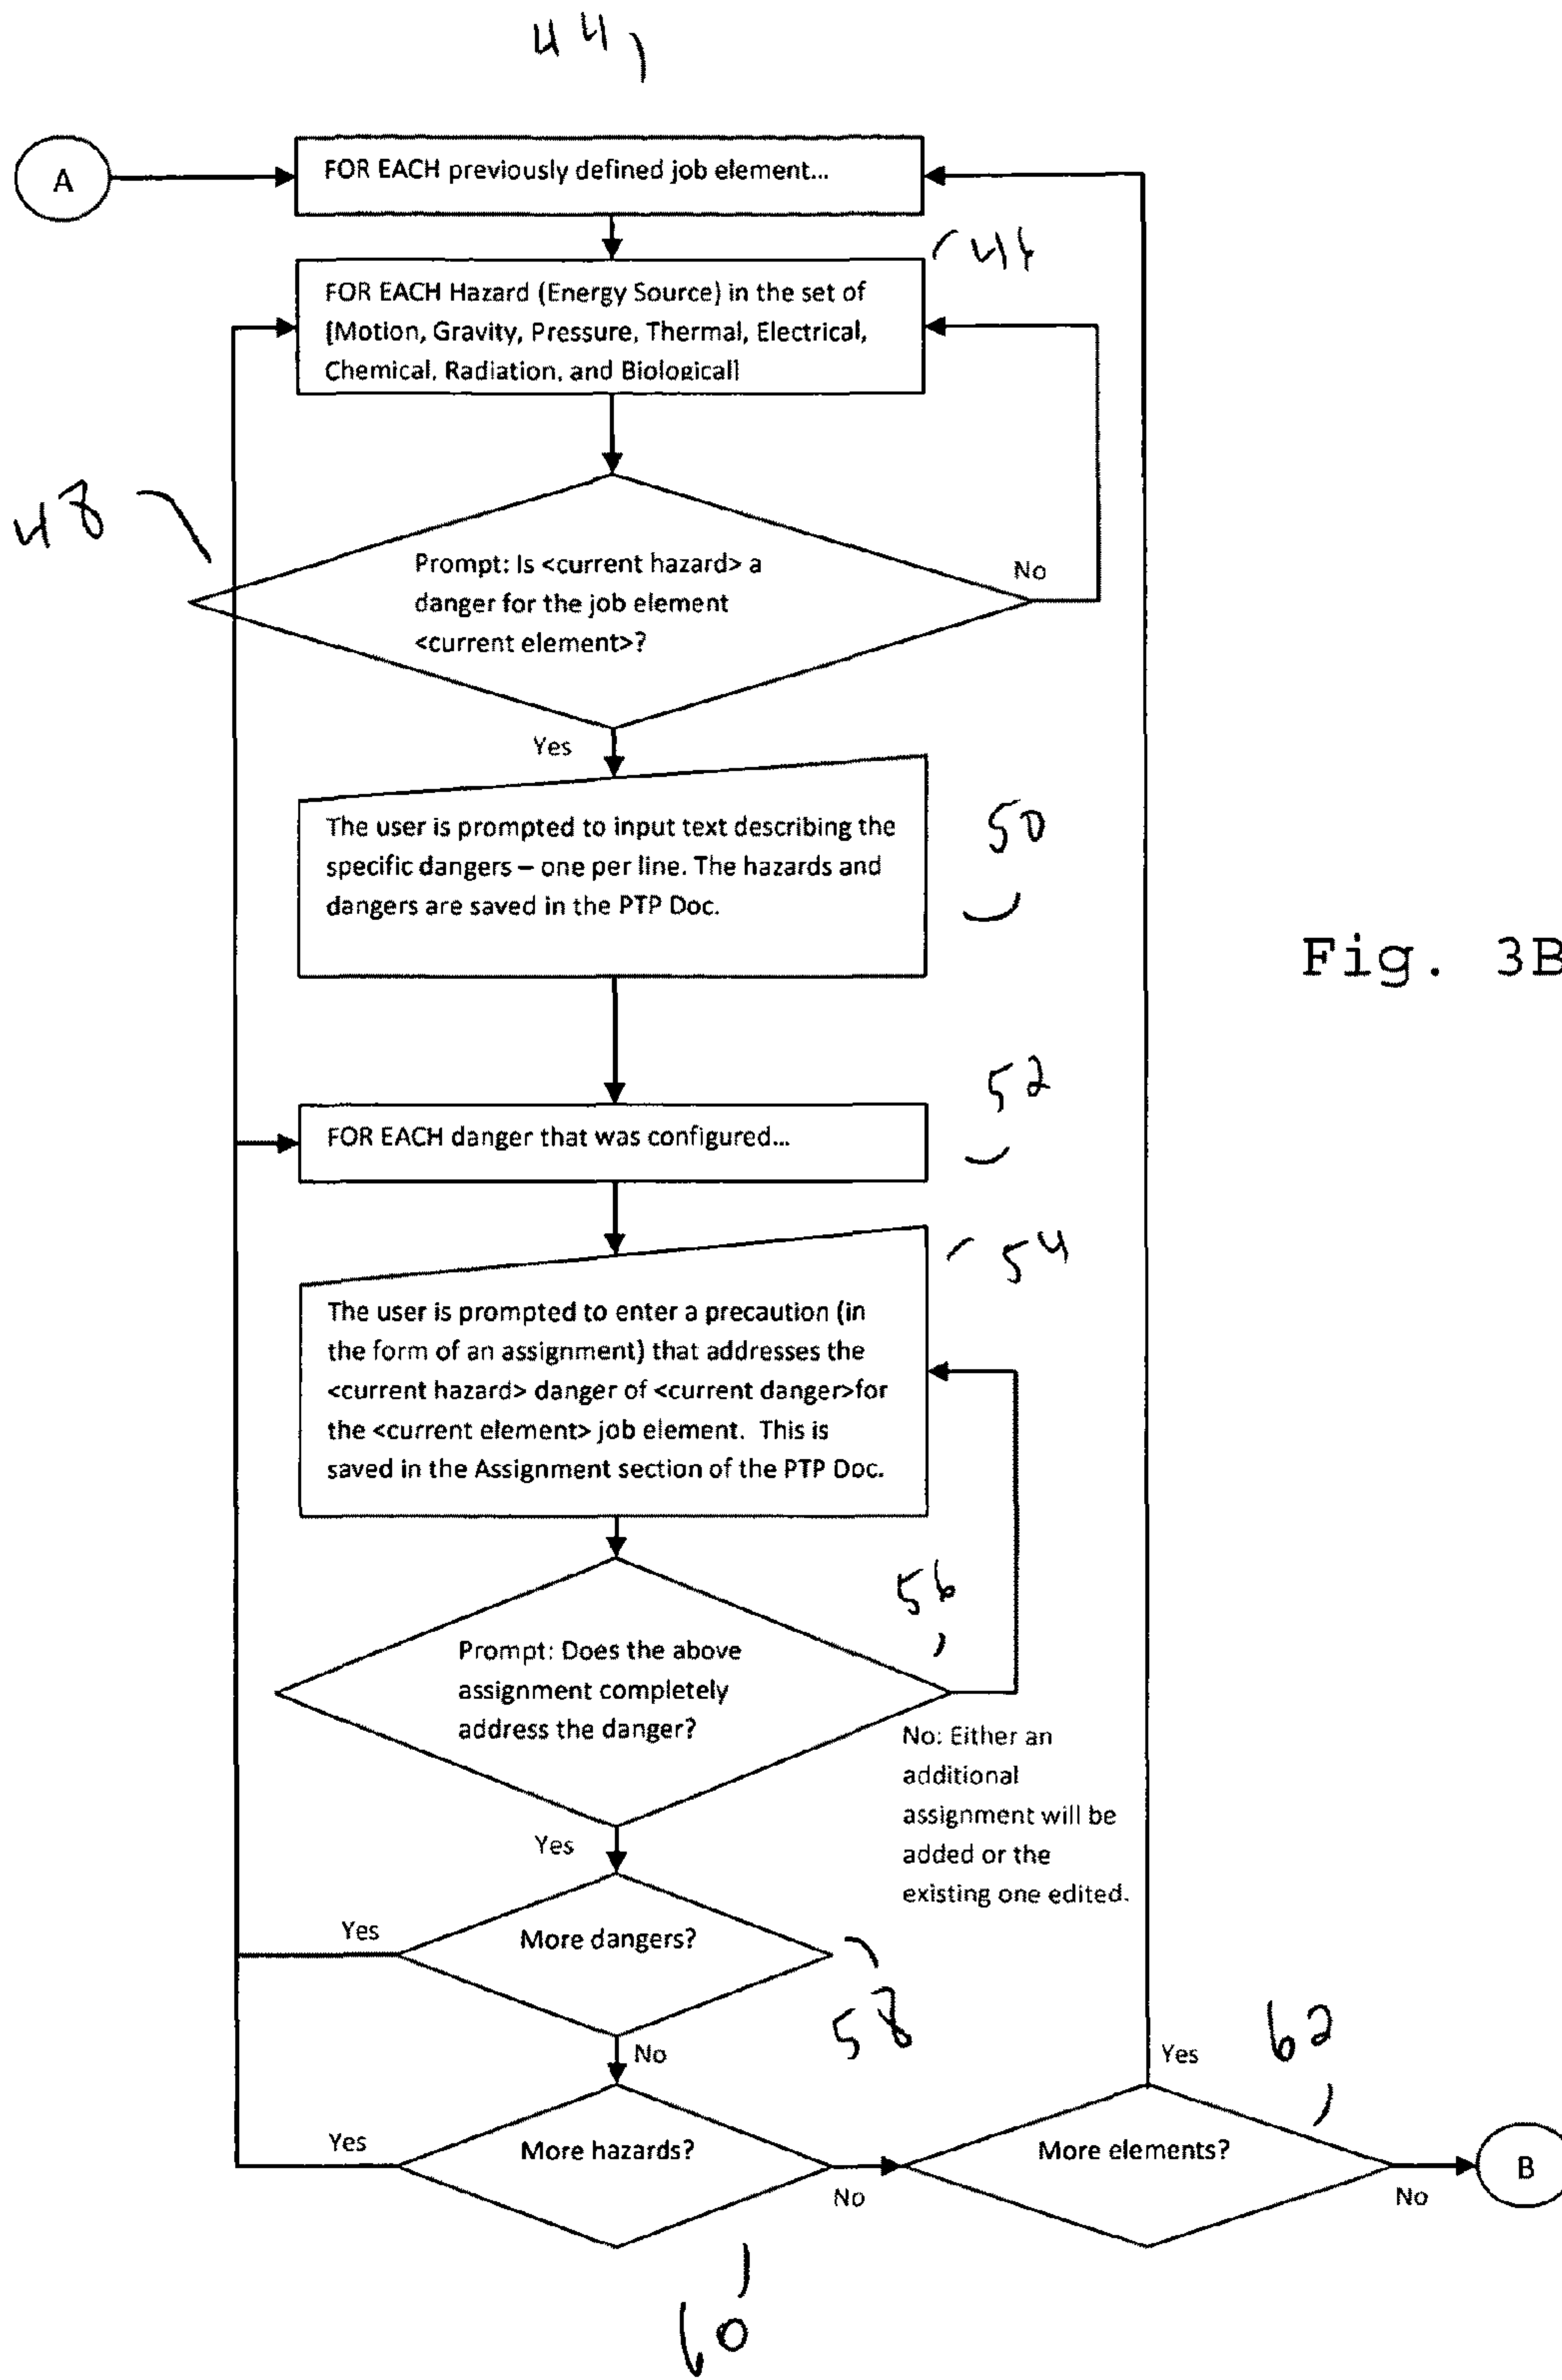 44
A
FOR EACH previously defined job element...
46
FOR EACH Hazard (Energy Source) in the set of
[Motion, Gravity, Pressure, Thermal, Electrical,
Chemical, Radiation, and Biological]
48
Prompt: Is <current hazard> a
danger for the job element
<current element>?
No
Yes
The user is prompted to input text describing the
specific dangers – one per line. The hazards and
dangers are saved in the PTP Doc.
50
Fig. 3B
52
FOR EACH danger that was configured...
54
The user is prompted to enter a precaution (in
the form of an assignment) that addresses the
<current hazard> danger of <current danger>for
the <current element> job element. This is
saved in the Assignment section of the PTP Doc.
56
Prompt: Does the above
assignment completely
address the danger?
No: Either an
additional
assignment will be
added or the
existing one edited.
Yes
Yes
More dangers?
58
No
Yes
62
Yes
More hazards?
No
More elements?
No
B
60